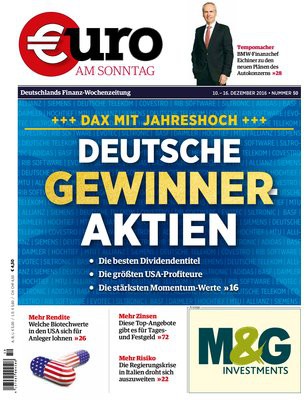 €uro
AM SONNTAG
Tempomacher
BMW-Finanzchef
Eichiner zu den
neuen Plänen des
Autokonzerns »28
Deutschlands Finanz-Wochenzeitung
10. – 16. DEZEMBER 2016 • NUMMER 50
+++ DAX MIT JAHRESHOCH +++
DEUTSCHE
GEWINNER-
AKTIEN
• Die besten Dividendentitel
• Die größten USA-Profiteure
• Die stärksten Momentum-Werte »16
Mehr Rendite
Welche Biotechwerte
in den USA sich für
Anleger lohnen »26
Mehr Zinsen
Diese Top-Angebote
gibt es für Tages-
und Festgeld »72
Mehr Risiko
Die Regierungskrise
in Italien droht sich
auszuweiten »22
M&G
INVESTMENTS